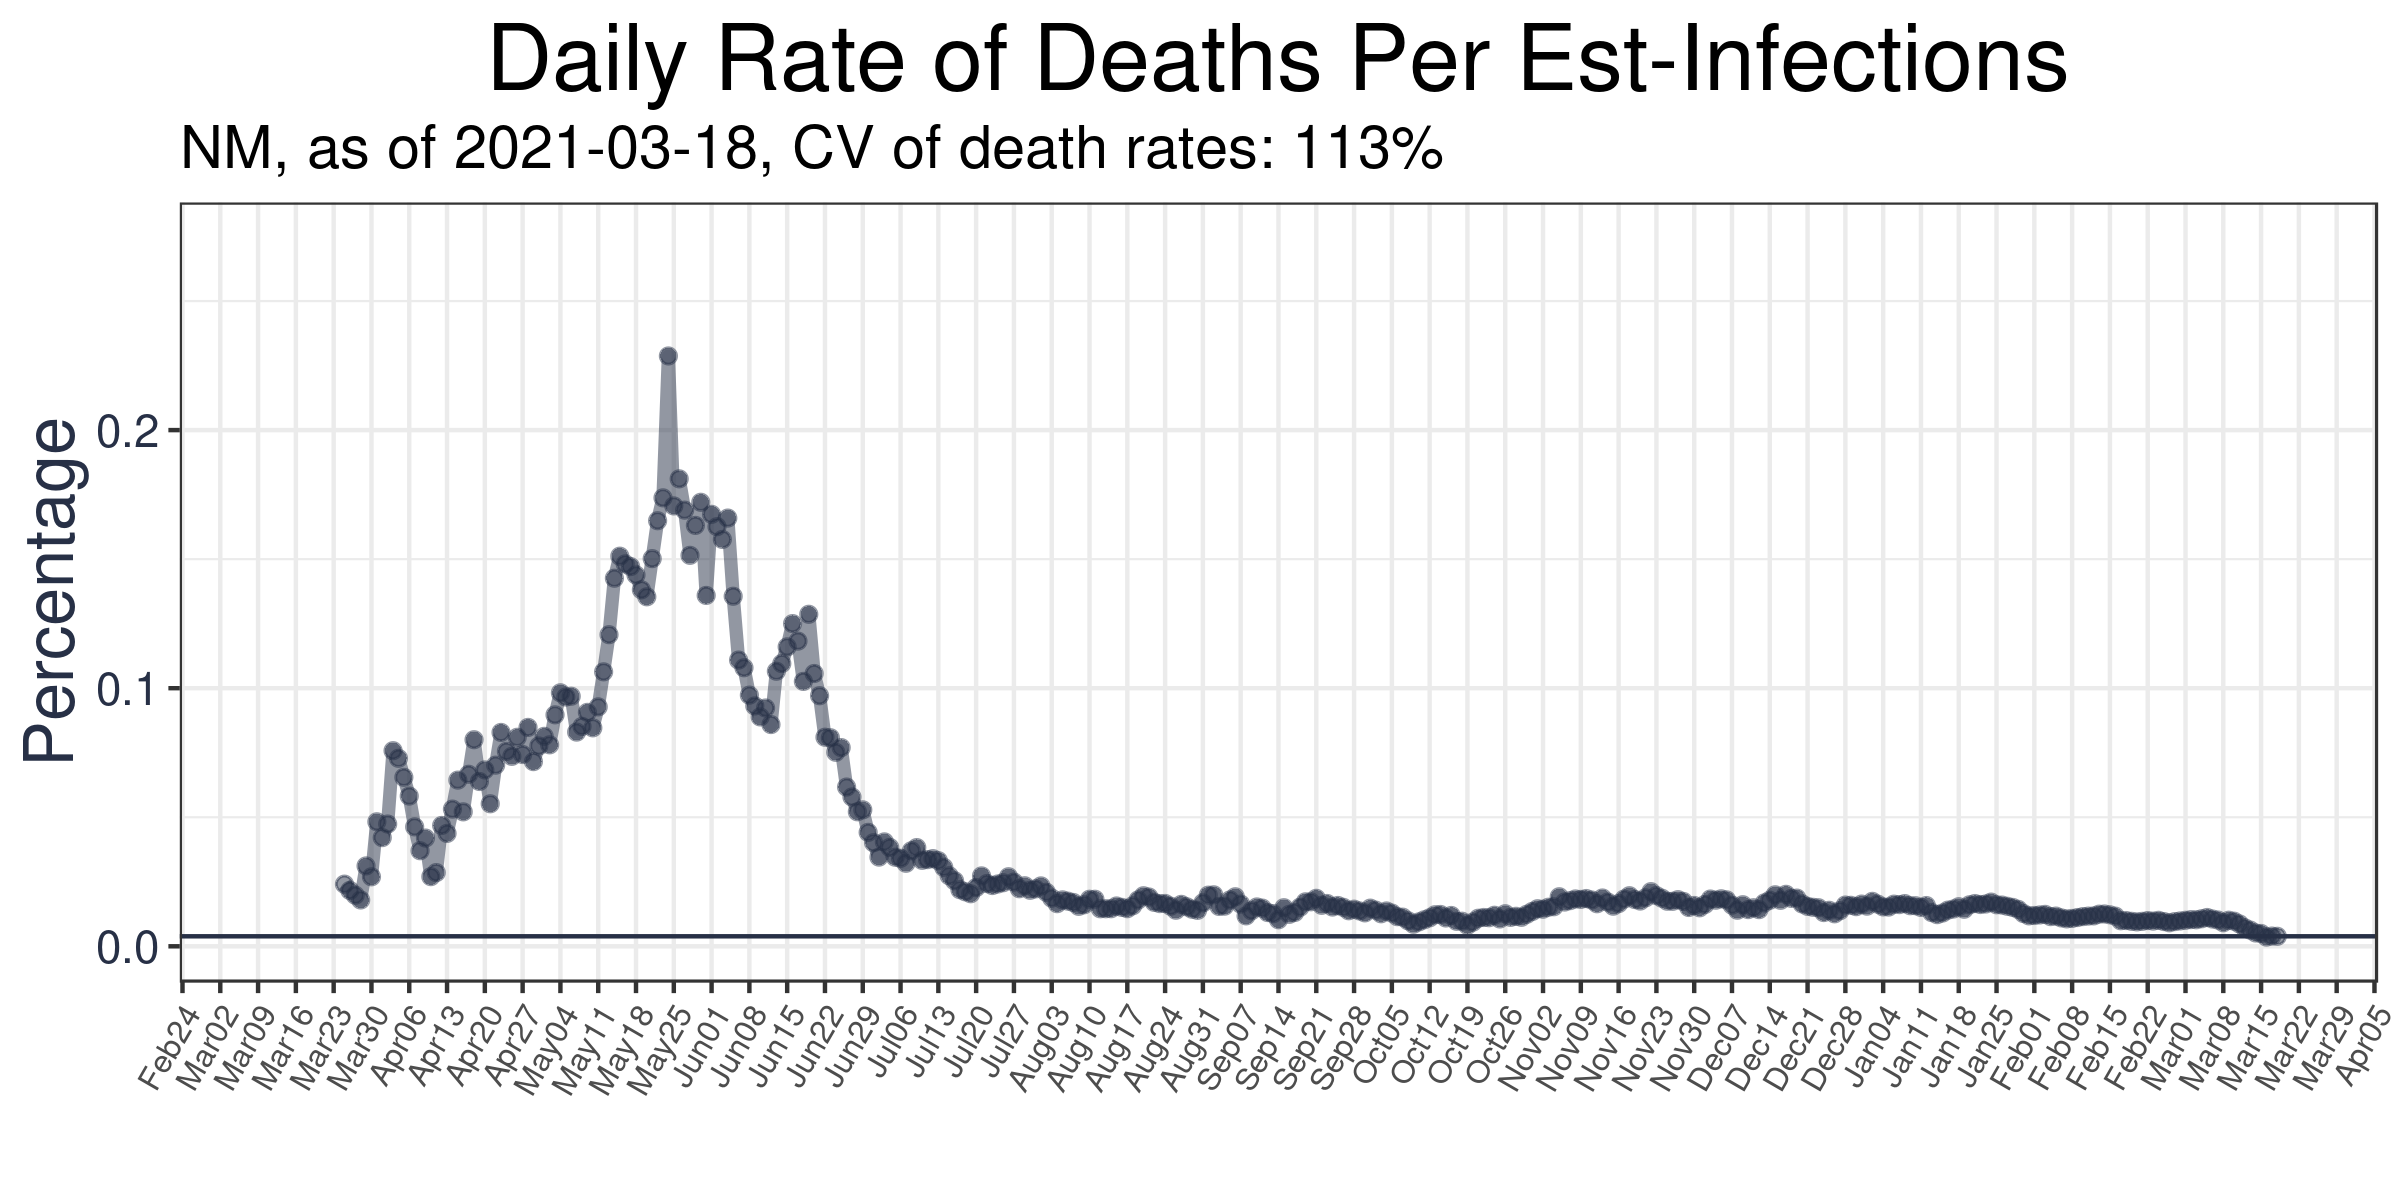 Daily Rate of Deaths Per Est-Infections
NM, as of 2021-03-18, CV of death rates: 113%
Percentage
0.2
0.1
0.0
Feb24
Mar02
Mar09
Mar16
Mar23
Mar30
Apr06
Apr13
Apr20
Apr27
May04
May11
May18
May25
Jun01
Jun08
Jun15
Jun22
Jun29
Jul06
Jul13
Jul20
Jul27
Aug03
Aug10
Aug17
Aug24
Aug31
Sep07
Sep14
Sep21
Sep28
Oct05
Oct12
Oct19
Oct26
Nov02
Nov09
Nov16
Nov23
Nov30
Dec07
Dec14
Dec21
Dec28
Dec04
Jan11
Jan18
Jan25
Feb01
Feb08
Feb15
Feb22
Mar01
Mar08
Mar15
Mar22
Mar29
Apr05